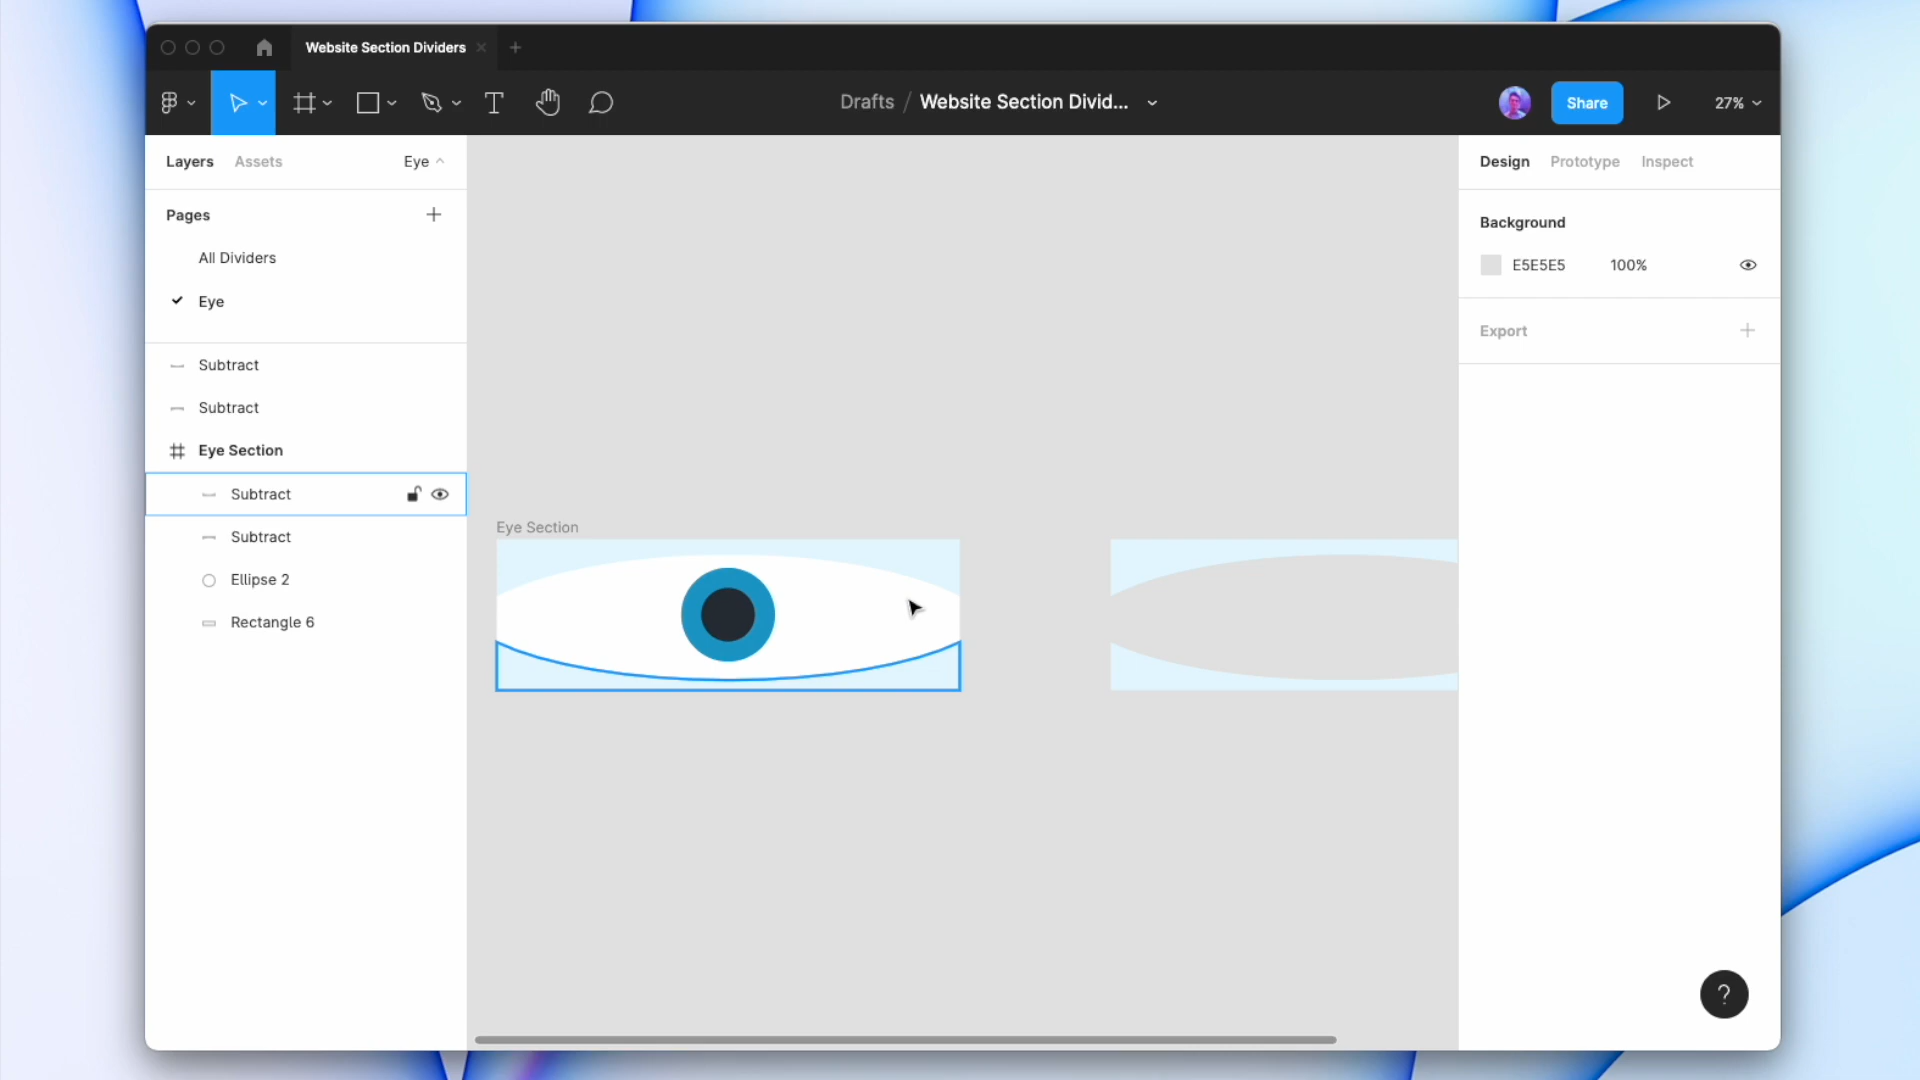 Website Section Dividers
Drafts / Website Section Divid...
Share
27%
Layers
Assets
Eye
Pages
All Dividers
Eye
Subtract
Subtract
Eye Section
Subtract
Subtract
Ellipse 2
Rectangle 6
Eye Section
Design
Prototype
Inspect
Background
E5E5E5
100%
Export
?